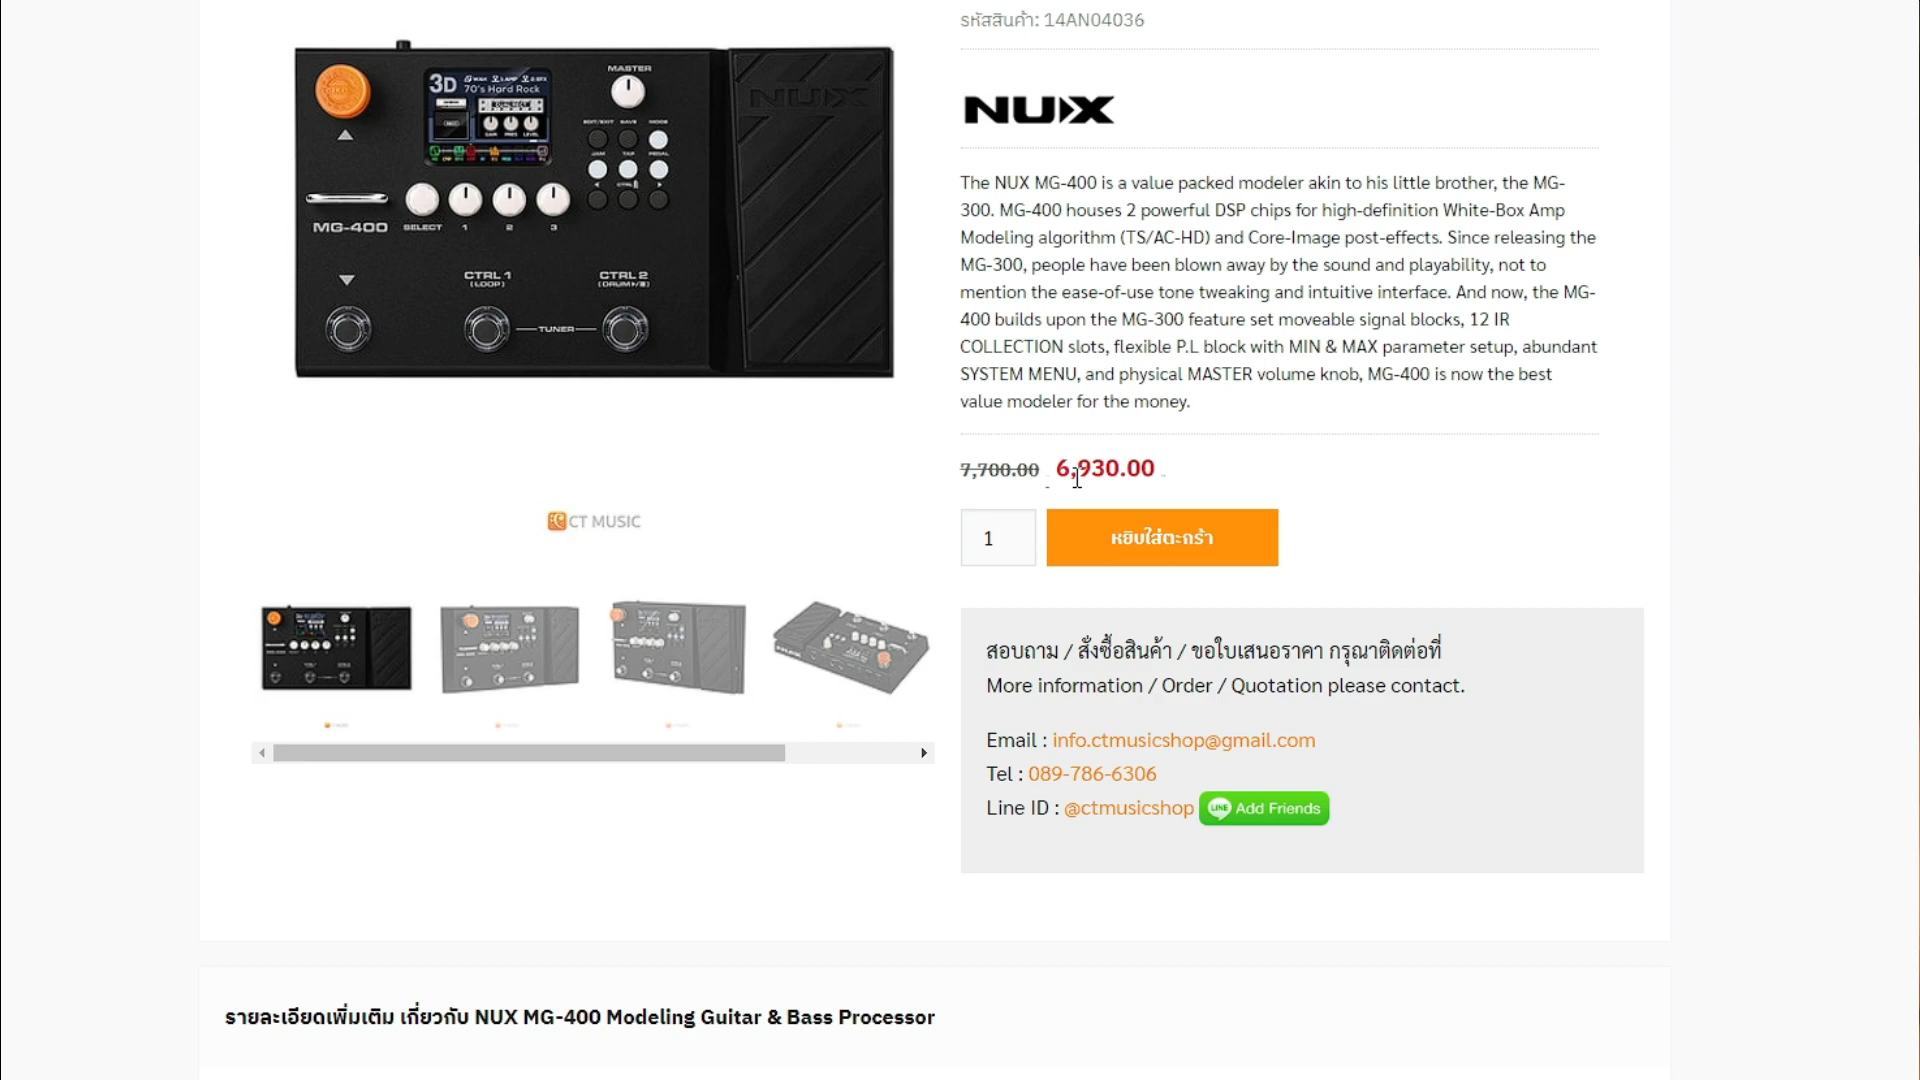 รหัสสินค้า: 14AN04036
NUX
3D
70's Hard Rock
MASTER
EDIT/EXIT SAVE MODE
JAM TAP PEDAL
MG-400
SELECT 1 2 3
CTRL 1
(LOOP)
CTRL 2
TUNER
NUX
The NUX MG-400 is a value packed modeler akin to his little brother, the MG-
300. MG-400 houses 2 powerful DSP chips for high-definition White-Box Amp
Modeling algorithm (TS/AC-HD) and Core-Image post-effects. Since releasing the
MG-300, people have been blown away by the sound and playability, not to
mention the ease-of-use tone tweaking and intuitive interface. And now, the MG-
400 builds upon the MG-300 feature set moveable signal blocks, 12 IR
COLLECTION slots, flexible P.L block with MIN & MAX parameter setup, abundant
SYSTEM MENU, and physical MASTER volume knob, MG-400 is now the best
value modeler for the money.
7,700.00 6,930.00
1 หยิบใส่ตะกร้า
CT MUSIC
NUX
สอบถาม / สั่งซื้อสินค้า / ขอใบเสนอราคา กรุณาติดต่อที่
More information / Order / Quotation please contact.
Email : info.ctmusicshop@gmail.com
Tel : 089-786-6306
Line ID : @ctmusicshop LINE Add Friends
รายละเอียดเพิ่มเติม เกี่ยวกับ NUX MG-400 Modeling Guitar & Bass Processor